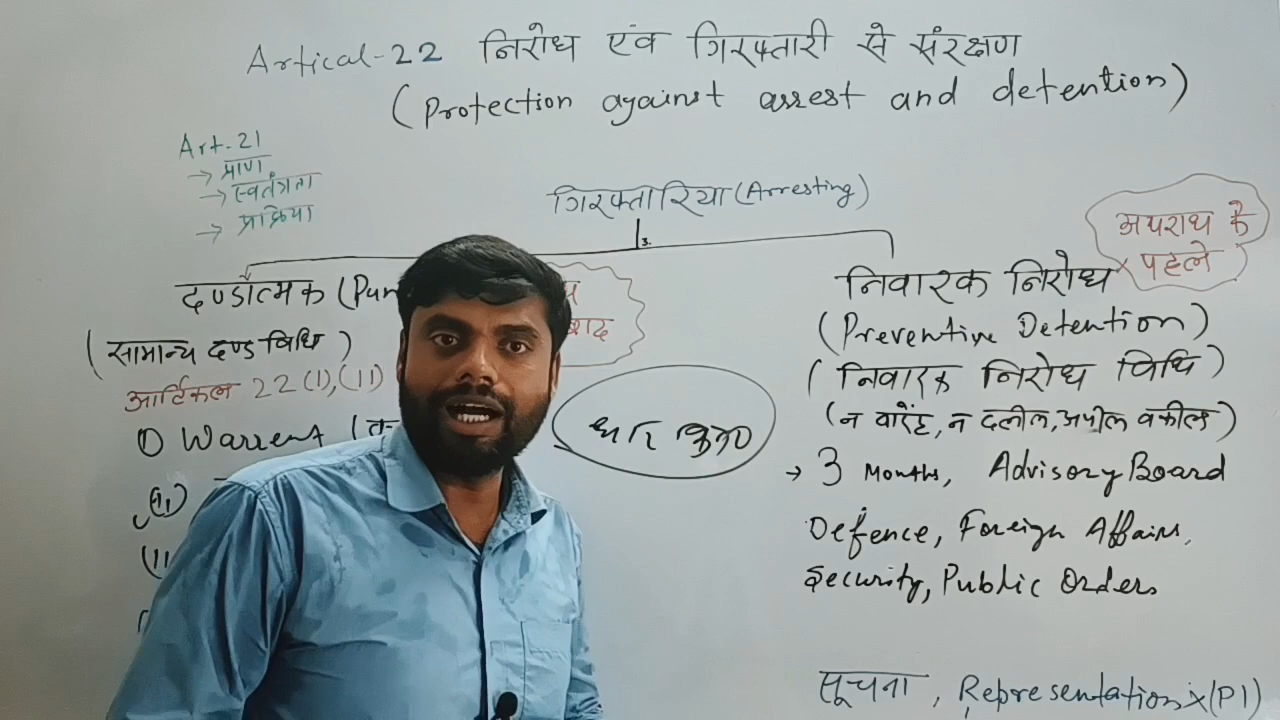 Artical-22 निरोध एंव गिरफ्तारी से संरक्षण
(Protection against arrest and detention)
Art-21
→ प्राण
→ स्वतंत्रता
→ प्राक्रिया
गिरफ्तारिया (Arresting)
अपराध के
पहले
दण्डात्मक (Pun
(सामान्य दण्ड विधि)
आर्टिकल 22 (1), (11)
① Warrent
निवारक निरोध
(Preventive Detention)
(निवारक निरोध विधि)
(न वारेंट, न दलील, अपील वकील)
→ 3 Months, Advisory Board
Defence, Foreign Affairs,
Security, Public Orders
सूचना, Representation × (PI)